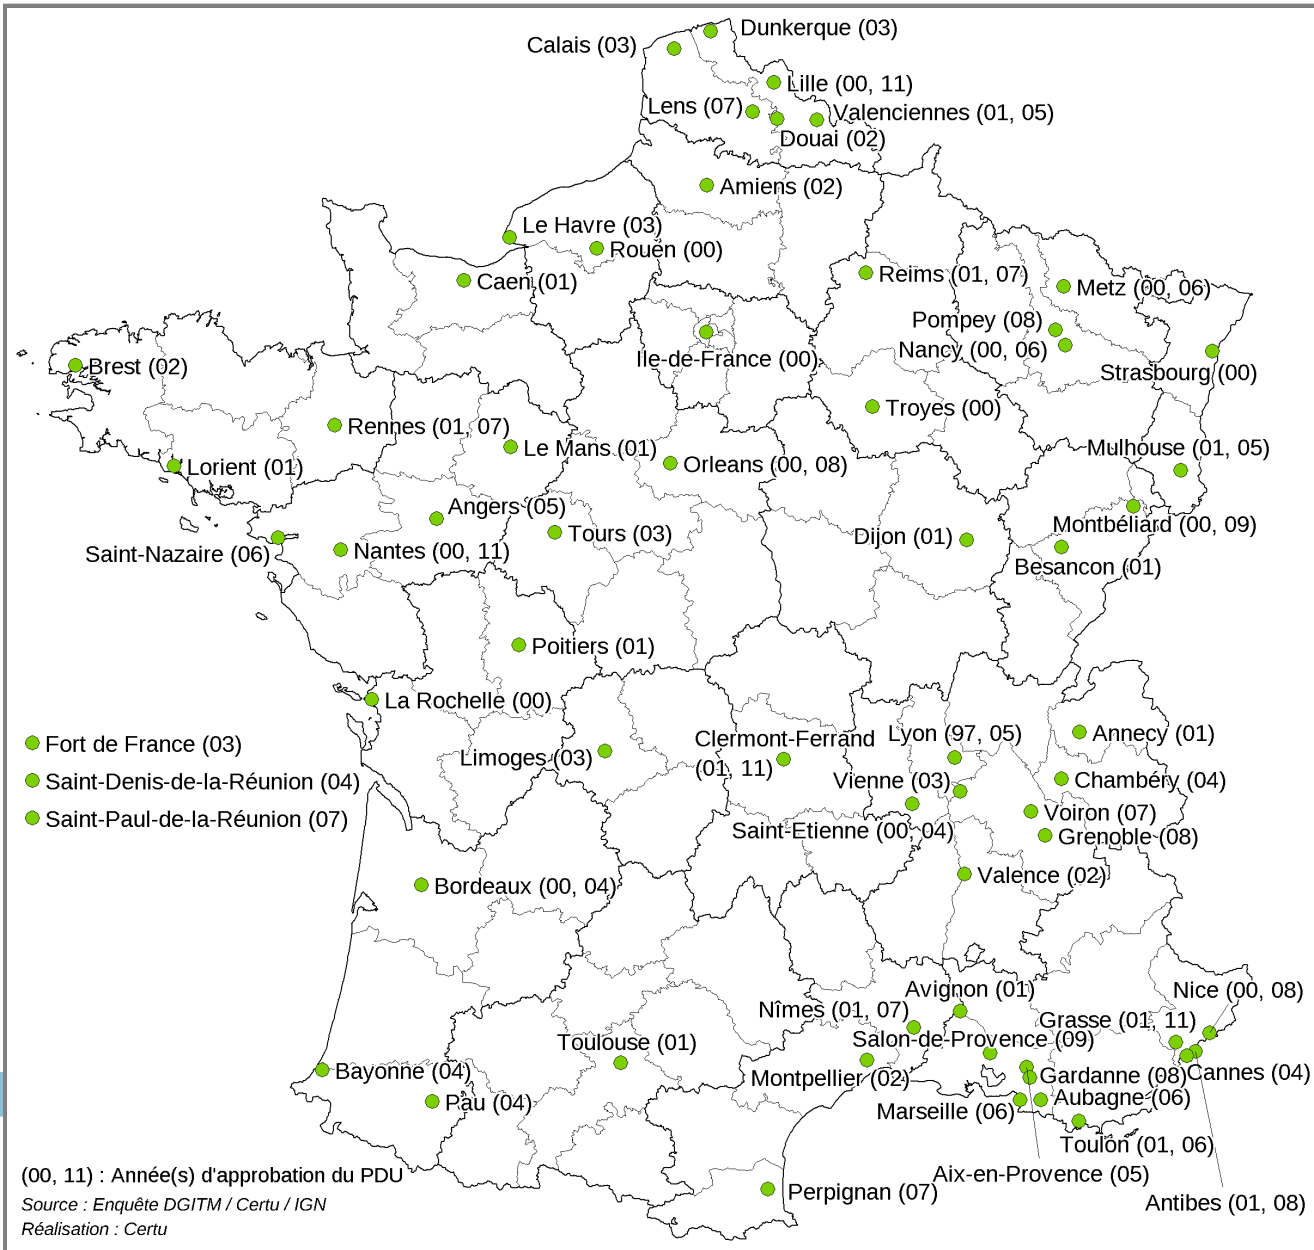 Dunkerque (03)
Calais (03)
Lille (00, 11)
Lens (07)
Valenciennes (01, 05)
Douai (02)
Amiens (02)
Le Havre (03)
Rouen (00)
Caen (01)
Reims (01, 07)
Metz (00, 06)
Pompey (08)
Nancy (00, 06)
Ile-de-France (00)
Strasbourg (00)
Brest (02)
Troyes (00)
Rennes (01, 07)
Le Mans (01)
Mulhouse (01, 05)
Orleans (00, 08)
Lorient (01)
Angers (05)
Montbéliard (00, 09)
Tours (03)
Dijon (01)
Saint-Nazaire (06)
Nantes (00, 11)
Besancon (01)
Poitiers (01)
La Rochelle (00)
Lyon (97, 05)
Annecy (01)
Clermont-Ferrand
(01, 11)
Fort de France (03)
Limoges (03)
Chambéry (04)
Saint-Denis-de-la-Réunion (04)
Vienne (03)
Voiron (07)
Saint-Paul-de-la-Réunion (07)
Saint-Etienne (00, 04)
Grenoble (08)
Valence (02)
Bordeaux (00, 04)
Avignon (01)
Nice (00, 08)
Nîmes (01, 07)
Grasse (01, 11)
Salon-de-Provence (09)
Toulouse (01)
Bayonne (04)
Montpellier (02)
Gardanne (08)
Cannes (04)
Pau (04)
Aubagne (06)
Marseille (06)
Toulon (01, 06)
Aix-en-Provence (05)
Perpignan (07)
Antibes (01, 08)
(00, 11) : Année(s) d'approbation du PDU
Source : Enquête DGITM / Certu / IGN
Réalisation : Certu